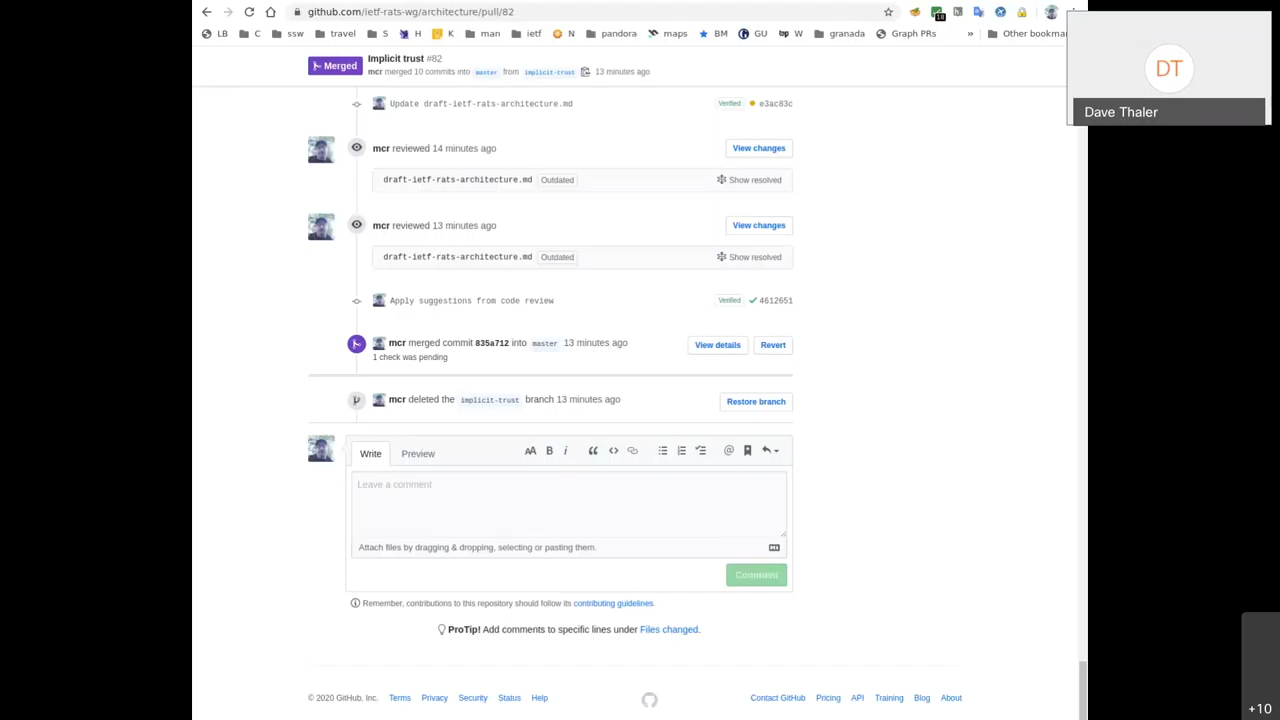 github.com/ietf-rats-wg/architecture/pull/82
18
LB C ssw travel S H K man ietf N pandora maps BM GU W granada Graph PRs » Other bookmar
Merged Implicit trust #82
mcr merged 10 commits into master from implicit-trust 13 minutes ago
Update draft-ietf-rats-architecture.md Verified e3ac83c
mcr reviewed 14 minutes ago View changes
draft-ietf-rats-architecture.md Outdated Show resolved
mcr reviewed 13 minutes ago View changes
draft-ietf-rats-architecture.md Outdated Show resolved
Apply suggestions from code review Verified 4612651
mcr merged commit 835a712 into master 13 minutes ago View details Revert
1 check was pending
mcr deleted the implicit-trust branch 13 minutes ago Restore branch
Write Preview AA B i @
Leave a comment
Attach files by dragging & dropping, selecting or pasting them.
Comment
Remember, contributions to this repository should follow its contributing guidelines.
ProTip! Add comments to specific lines under Files changed.
© 2020 GitHub, Inc. Terms Privacy Security Status Help Contact GitHub Pricing API Training Blog About
DT
Dave Thaler
+10